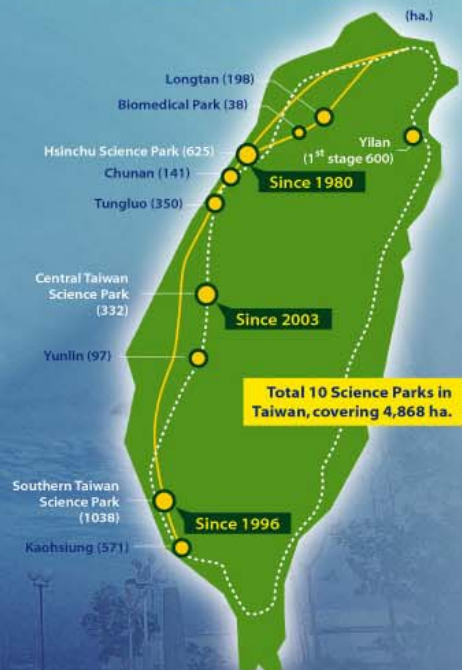 (ha.)
Longtan (198)
Biomedical Park (38)
Hsinchu Science Park (625)
Yilan
(1st stage 600)
Chunan (141)
Since 1980
Tungluo (350)
Central Taiwan
Science Park
(332)
Since 2003
Yunlin (97)
Total 10 Science Parks in
Taiwan, covering 4,868 ha.
Southern Taiwan
Science Park
(1038)
Since 1996
Kaohsiung (571)